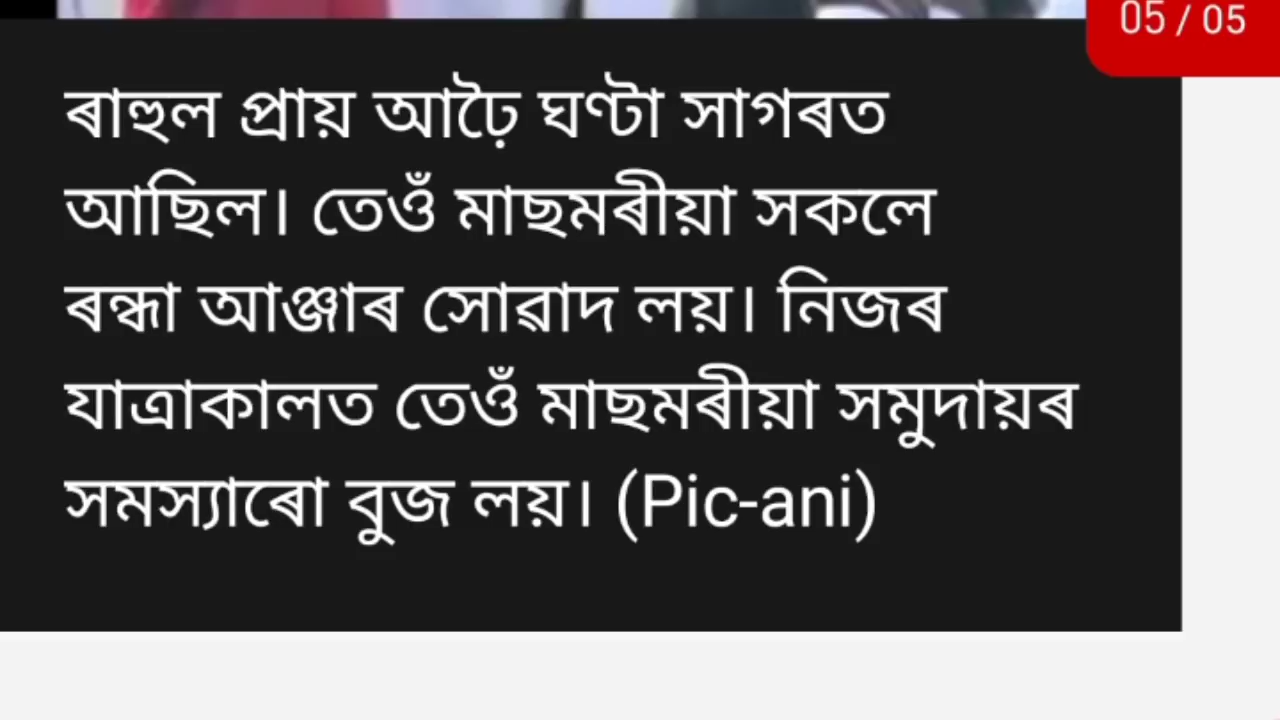 05 / 05
ৰাহুল প্ৰায় আঢ়ৈ ঘণ্টা সাগৰত
আছিল। তেওঁ মাছমৰীয়া সকলে
ৰন্ধা আঞ্জাৰ সোৱাদ লয়। নিজৰ
যাত্ৰাকালত তেওঁ মাছমৰীয়া সমুদায়ৰ
সমস্যাৰো বুজ লয়। (Pic-ani)